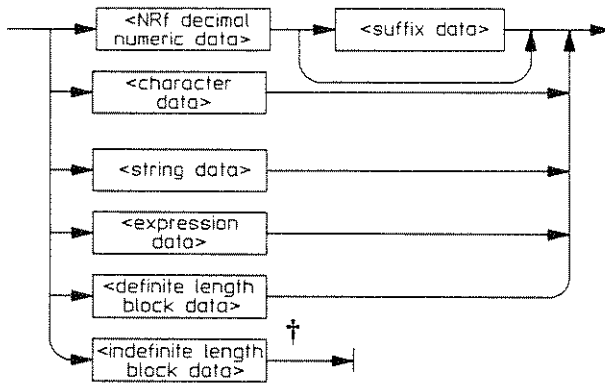 <NRf decimal
numeric data>
<suffix data>
<character
data>
<string data>
<expression
data>
<definite length
block data>
<indefinite length
block data>
†